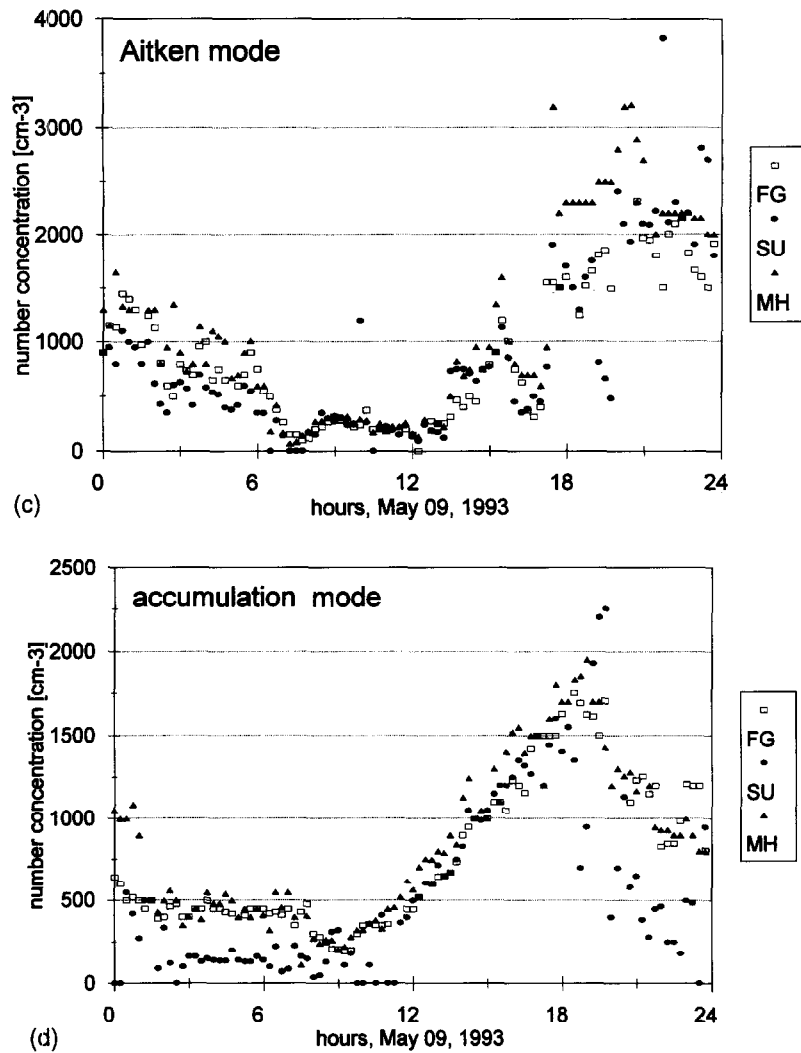 4000
Aitken mode
3000
2000
1000
0
number concentration [cm-3]
0
6
12
18
24
hours, May 09, 1993
(c)
FG
SU
MH
2500
accumulation mode
2000
1500
1000
500
0
number concentration [cm-3]
0
6
12
18
24
hours, May 09, 1993
(d)
FG
SU
MH